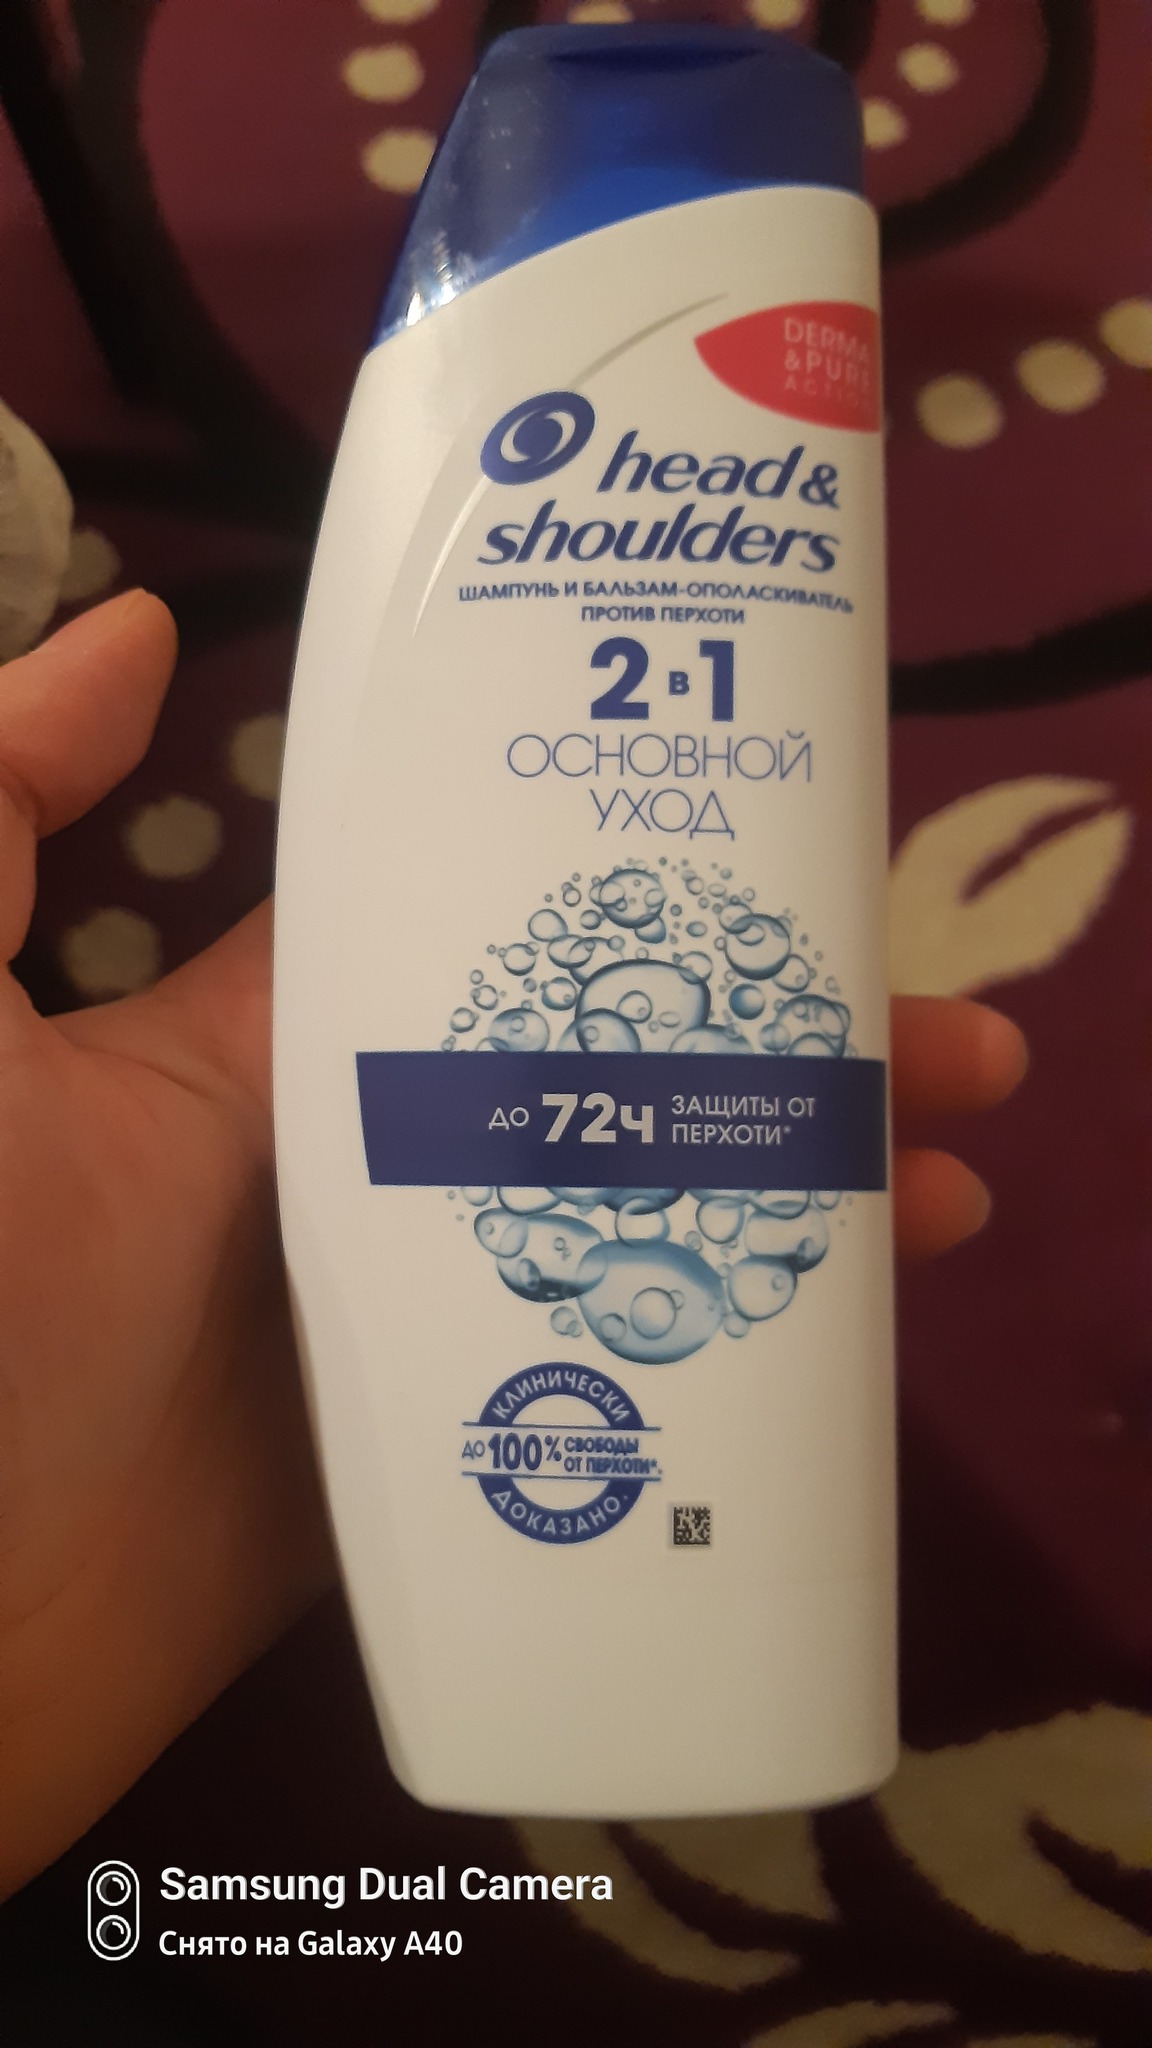 DERMA
&PURE
ACTION
head &
shoulders
ШАМПУНЬ И БАЛЬЗАМ-ОПОЛАСКИВАТЕЛЬ
ПРОТИВ ПЕРХОТИ
2 в 1
ОСНОВНОЙ
УХОД
ДО 72ч ЗАЩИТЫ ОТ
ПЕРХОТИ*
КЛИНИЧЕСКИ
ДО 100% СВОБОДЫ
ОТ ПЕРХОТИ*.
ДОКАЗАНО.
Samsung Dual Camera
Снято на Galaxy A40